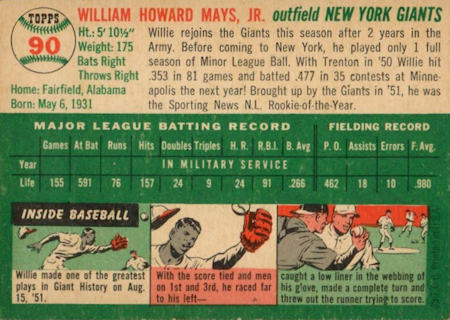 TOPPS
90
WILLIAM HOWARD MAYS, JR. outfield NEW YORK GIANTS
Ht.: 5' 10½"
Weight: 175
Bats Right
Throws Right
Home: Fairfield, Alabama
Born: May 6, 1931
Willie rejoins the Giants this season after 2 years in the
Army. Before coming to New York, he played only 1 full
season of Minor League Ball. With Trenton in '50 Willie hit
.353 in 81 games and batted .477 in 35 contests at Minne-
apolis the next year! Brought up by the Giants in '51, he was
the Sporting News N.L. Rookie-of-the-Year.
MAJOR LEAGUE BATTING RECORD FIELDING RECORD
Games At Bat Runs Hits Doubles Triples H. R. R.B.I. B. Avg P. O. Assists Errors F. Avg.
Year IN MILITARY SERVICE
Life 155 591 76 157 24 9 24 91 .266 462 18 10 .980
INSIDE BASEBALL
Willie made one of the greatest
plays in Giant History on Aug.
15, '51.
With the score tied and men
on 1st and 3rd, he raced far
to his left—
caught a low liner in the webbing of
his glove, made a complete turn and
threw out the runner trying to score.